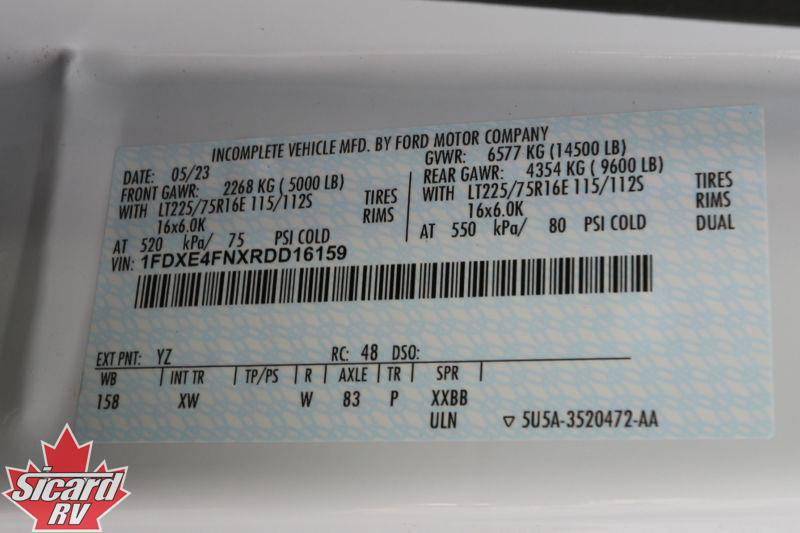 INCOMPLETE VEHICLE MFD. BY FORD MOTOR COMPANY
DATE: 05/23 GVWR: 6577 KG (14500 LB)
FRONT GAWR: 2268 KG ( 5000 LB) REAR GAWR: 4354 KG ( 9600 LB)
WITH LT225/75R16E 115/112S TIRES WITH LT225/75R16E 115/112S TIRES
16x6.0K RIMS 16x6.0K RIMS
AT 520 kPa/ 75 PSI COLD AT 550 kPa/ 80 PSI COLD DUAL
VIN: 1FDXE4FNXRDD16159
EXT PNT: YZ RC: 48 DSO:
WB INT TR TP/PS R AXLE TR SPR
158 XW W 83 P XXBB
ULN ▽ 5U5A-3520472-AA
Sicard
RV